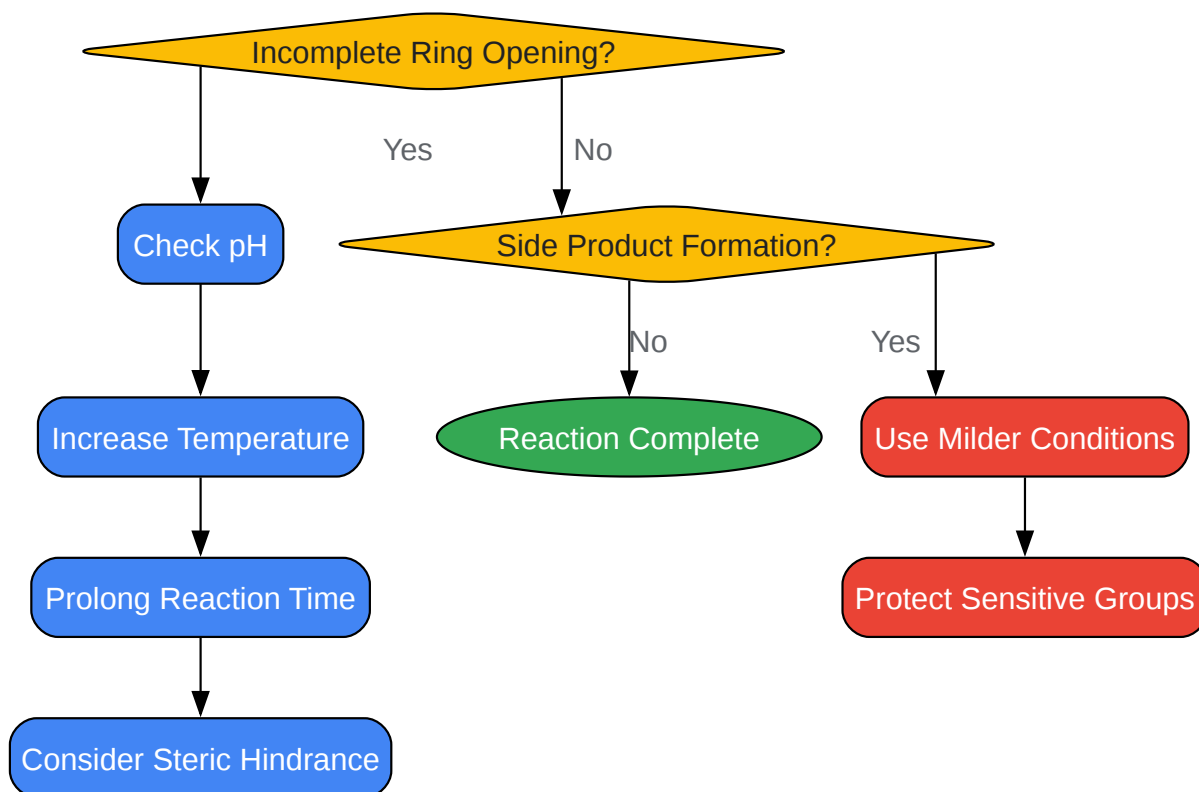 Incomplete Ring Opening?
Yes
No
Check pH
Side Product Formation?
No
Yes
Increase Temperature
Reaction Complete
Use Milder Conditions
Prolong Reaction Time
Protect Sensitive Groups
Consider Steric Hindrance